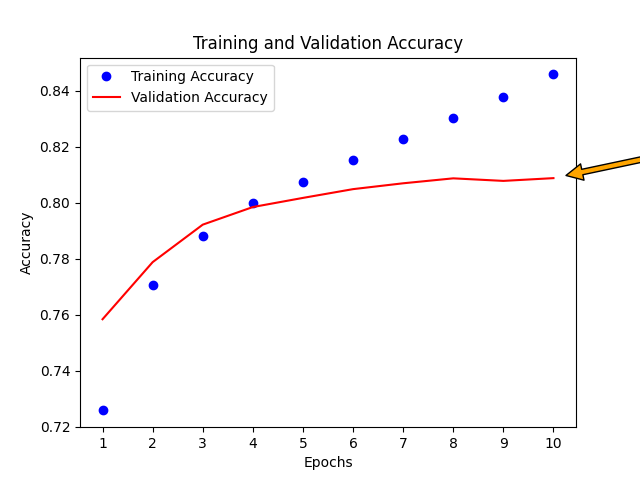 Training and Validation Accuracy
Training Accuracy
Validation Accuracy
0.84
0.82
0.80
0.78
0.76
0.74
0.72
Accuracy
1 2 3 4 5 6 7 8 9 10
Epochs